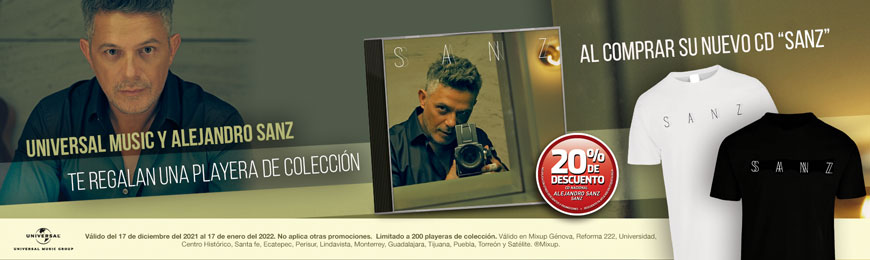 UNIVERSAL MUSIC Y ALEJANDRO SANZ
TE REGALAN UNA PLAYERA DE COLECCIÓN
SANZ
AL COMPRAR SU NUEVO CD “SANZ”
SANZ
SANZ
20%
DE
DESCUENTO
CD NACIONAL
ALEJANDRO SANZ
SANZ
UNIVERSAL
UNIVERSAL MUSIC GROUP
Válido del 17 de diciembre del 2021 al 17 de enero del 2022. No aplica otras promociones. Limitado a 200 playeras de colección. Válido en Mixup Génova, Reforma 222, Universidad,
Centro Histórico, Santa fe, Ecatepec, Perisur, Lindavista, Monterrey, Guadalajara, Tijuana, Puebla, Torreón y Satélite. ®Mixup.